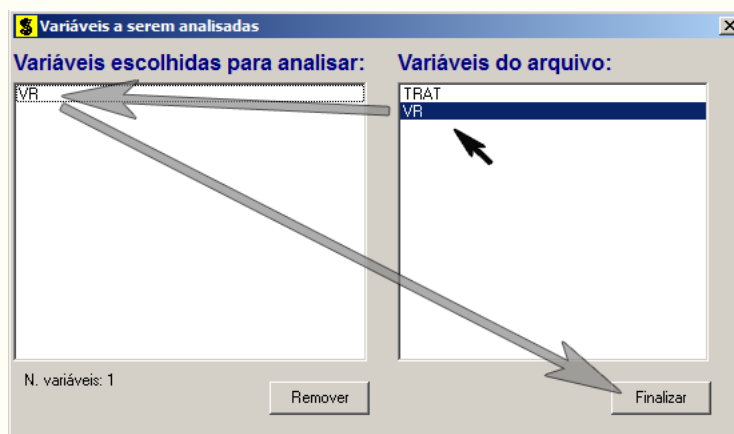 Variáveis a serem analisadas
Variáveis escolhidas para analisar:
Variáveis do arquivo:
VR
TRAT
VR
N. variáveis: 1
Remover
Finalizar